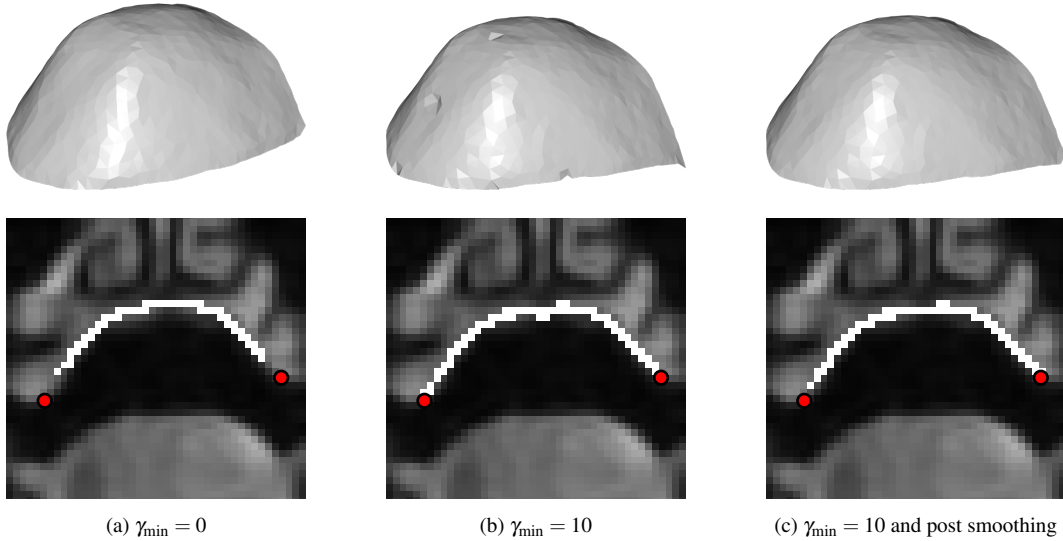 (a) γmin = 0
(b) γmin = 10
(c) γmin = 10 and post smoothing